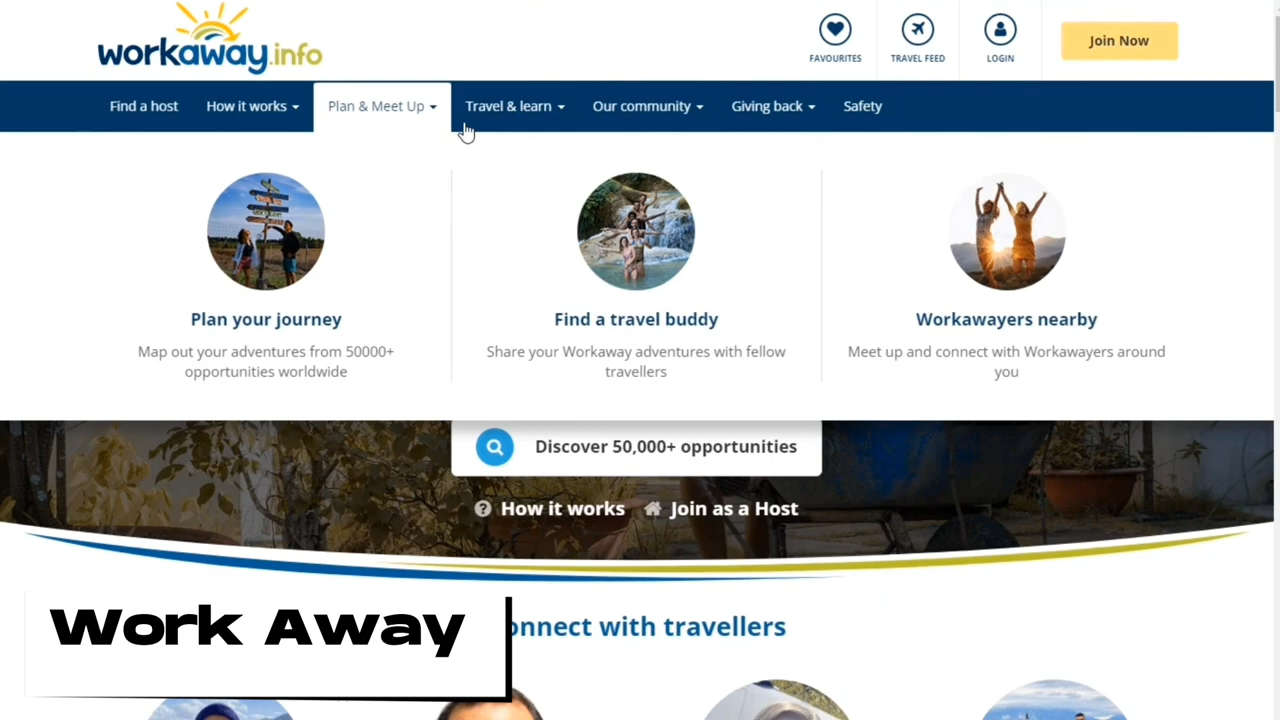 workaway.info
FAVOURITES
TRAVEL FEED
LOGIN
Join Now
Find a host
How it works
Plan & Meet Up
Travel & learn
Our community
Giving back
Safety
Plan your journey
Map out your adventures from 50000+
opportunities worldwide
Find a travel buddy
Share your Workaway adventures with fellow
travellers
Workawayers nearby
Meet up and connect with Workawayers around
you
Discover 50,000+ opportunities
How it works
Join as a Host
onnect with travellers
Work Away